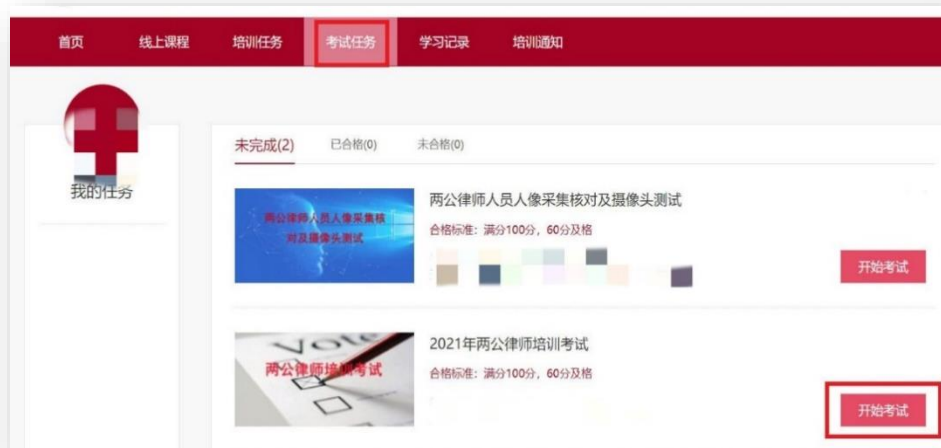 首页 线上课程 培训任务 考试任务 学习记录 培训通知
我的任务
未完成(2) 已合格(0) 未合格(0)
两公律师人员人像采集核
对及摄像头测试
两公律师人员人像采集核对及摄像头测试
合格标准：满分100分，60分及格
开始考试
Vote
两公律师培训考试
2021年两公律师培训考试
合格标准：满分100分，60分及格
开始考试